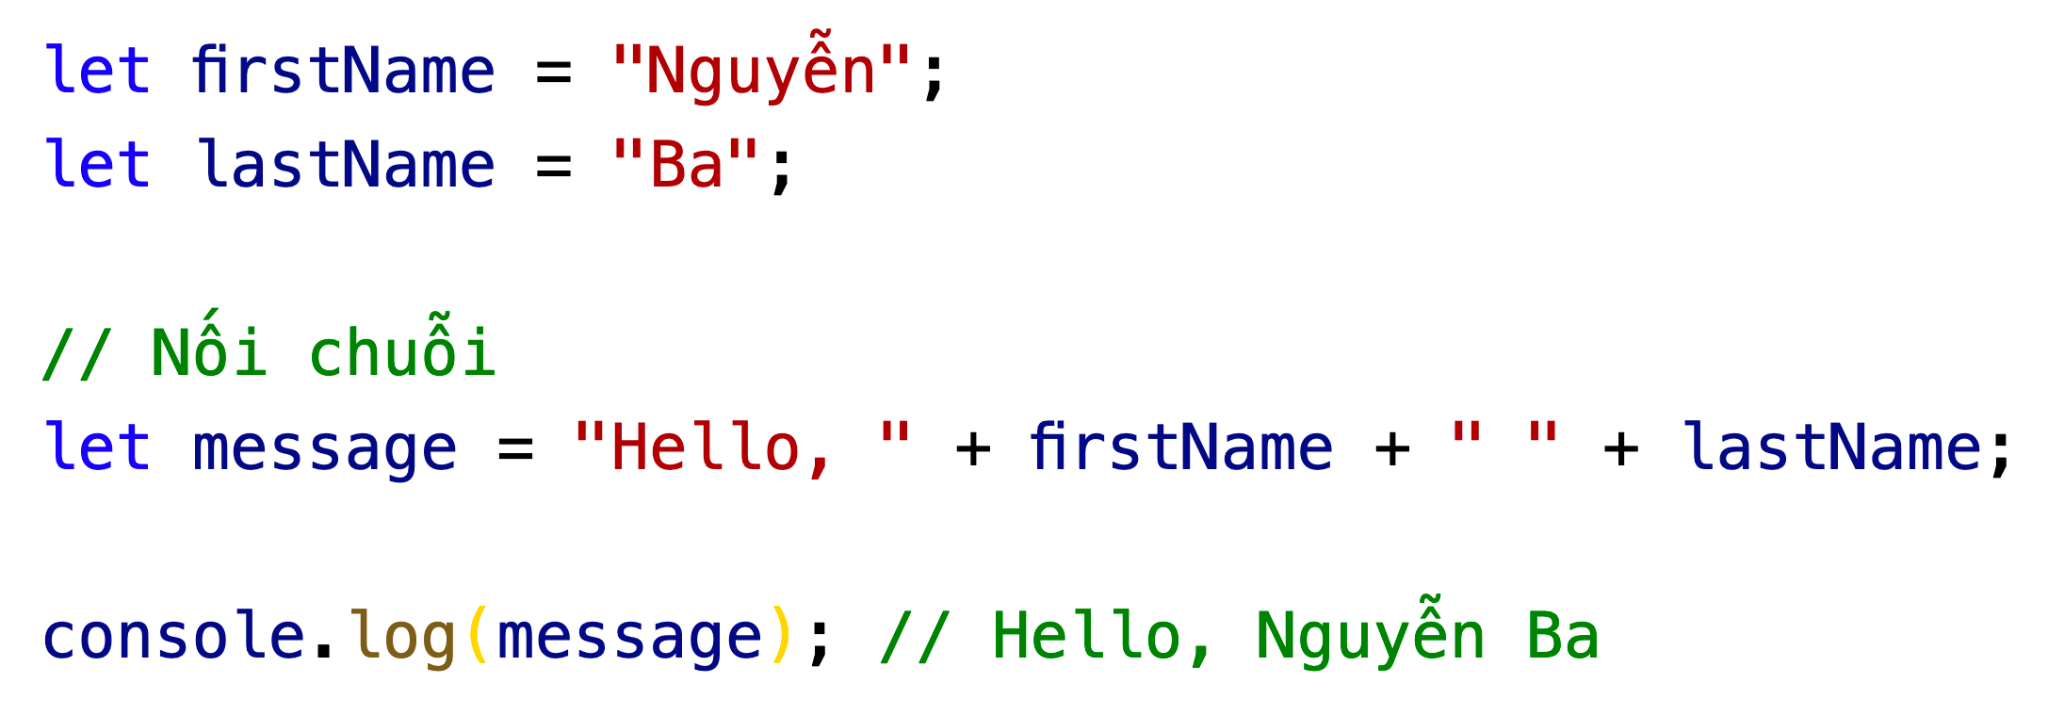 let firstName = "Nguyễn";
let lastName = "Ba";
// Nối chuỗi
let message = "Hello, " + firstName + " " + lastName;
console.log(message); // Hello, Nguyễn Ba